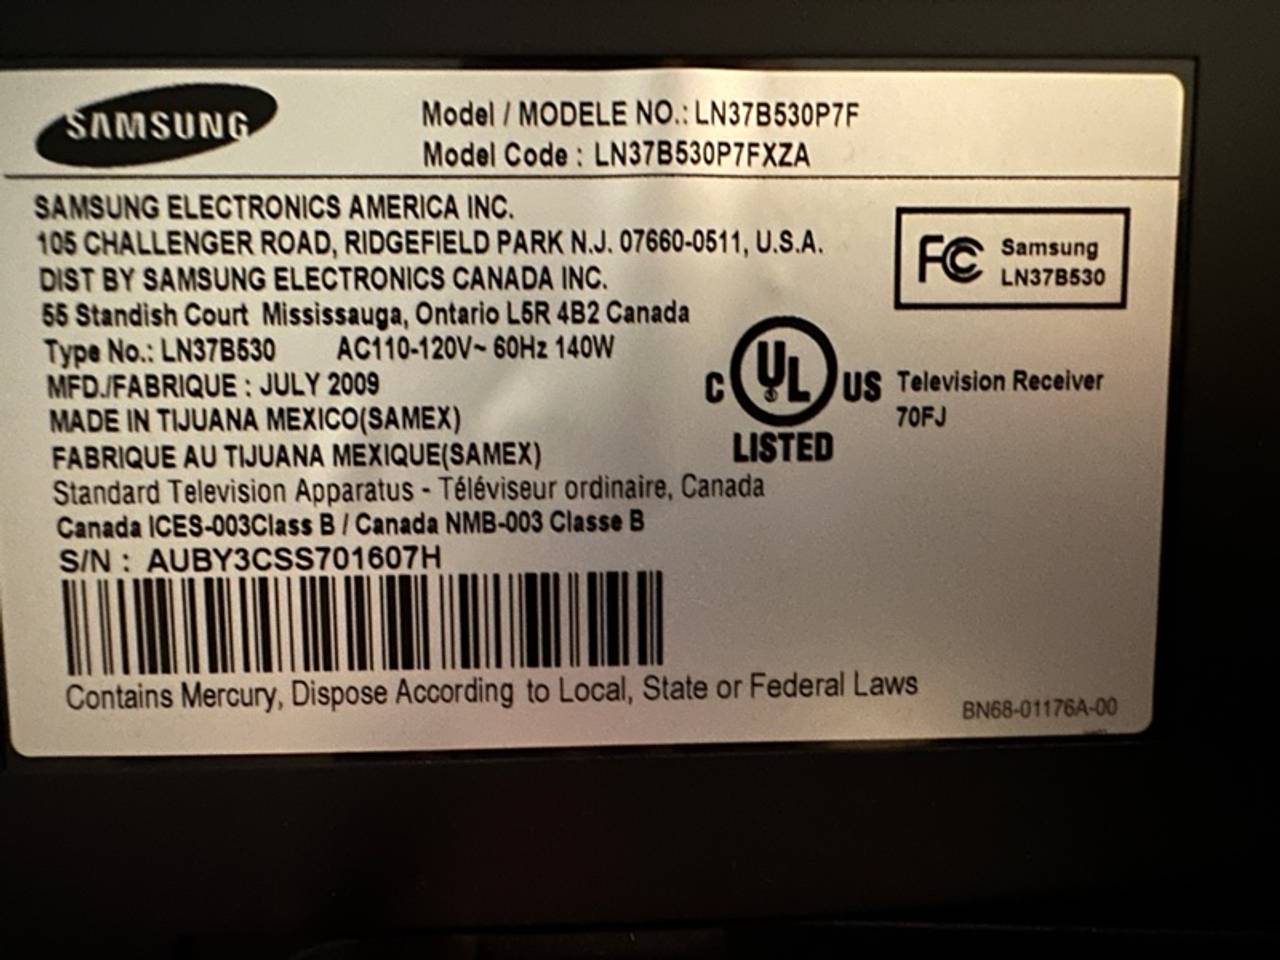 SAMSUNG
Model / MODELE NO.: LN37B530P7F
Model Code : LN37B530P7FXZA
SAMSUNG ELECTRONICS AMERICA INC.
105 CHALLENGER ROAD, RIDGEFIELD PARK N.J. 07660-0511, U.S.A.
DIST BY SAMSUNG ELECTRONICS CANADA INC.
55 Standish Court Mississauga, Ontario L5R 4B2 Canada
Type No.: LN37B530 AC110-120V~ 60Hz 140W
MFD./FABRIQUE : JULY 2009
MADE IN TIJUANA MEXICO(SAMEX)
FABRIQUE AU TIJUANA MEXIQUE(SAMEX)
Standard Television Apparatus - Téléviseur ordinaire, Canada
Canada ICES-003Class B / Canada NMB-003 Classe B
S/N : AUBY3CSS701607H
Contains Mercury, Dispose According to Local, State or Federal Laws
FC Samsung
LN37B530
C UL US
LISTED
Television Receiver
70FJ
BN68-01176A-00